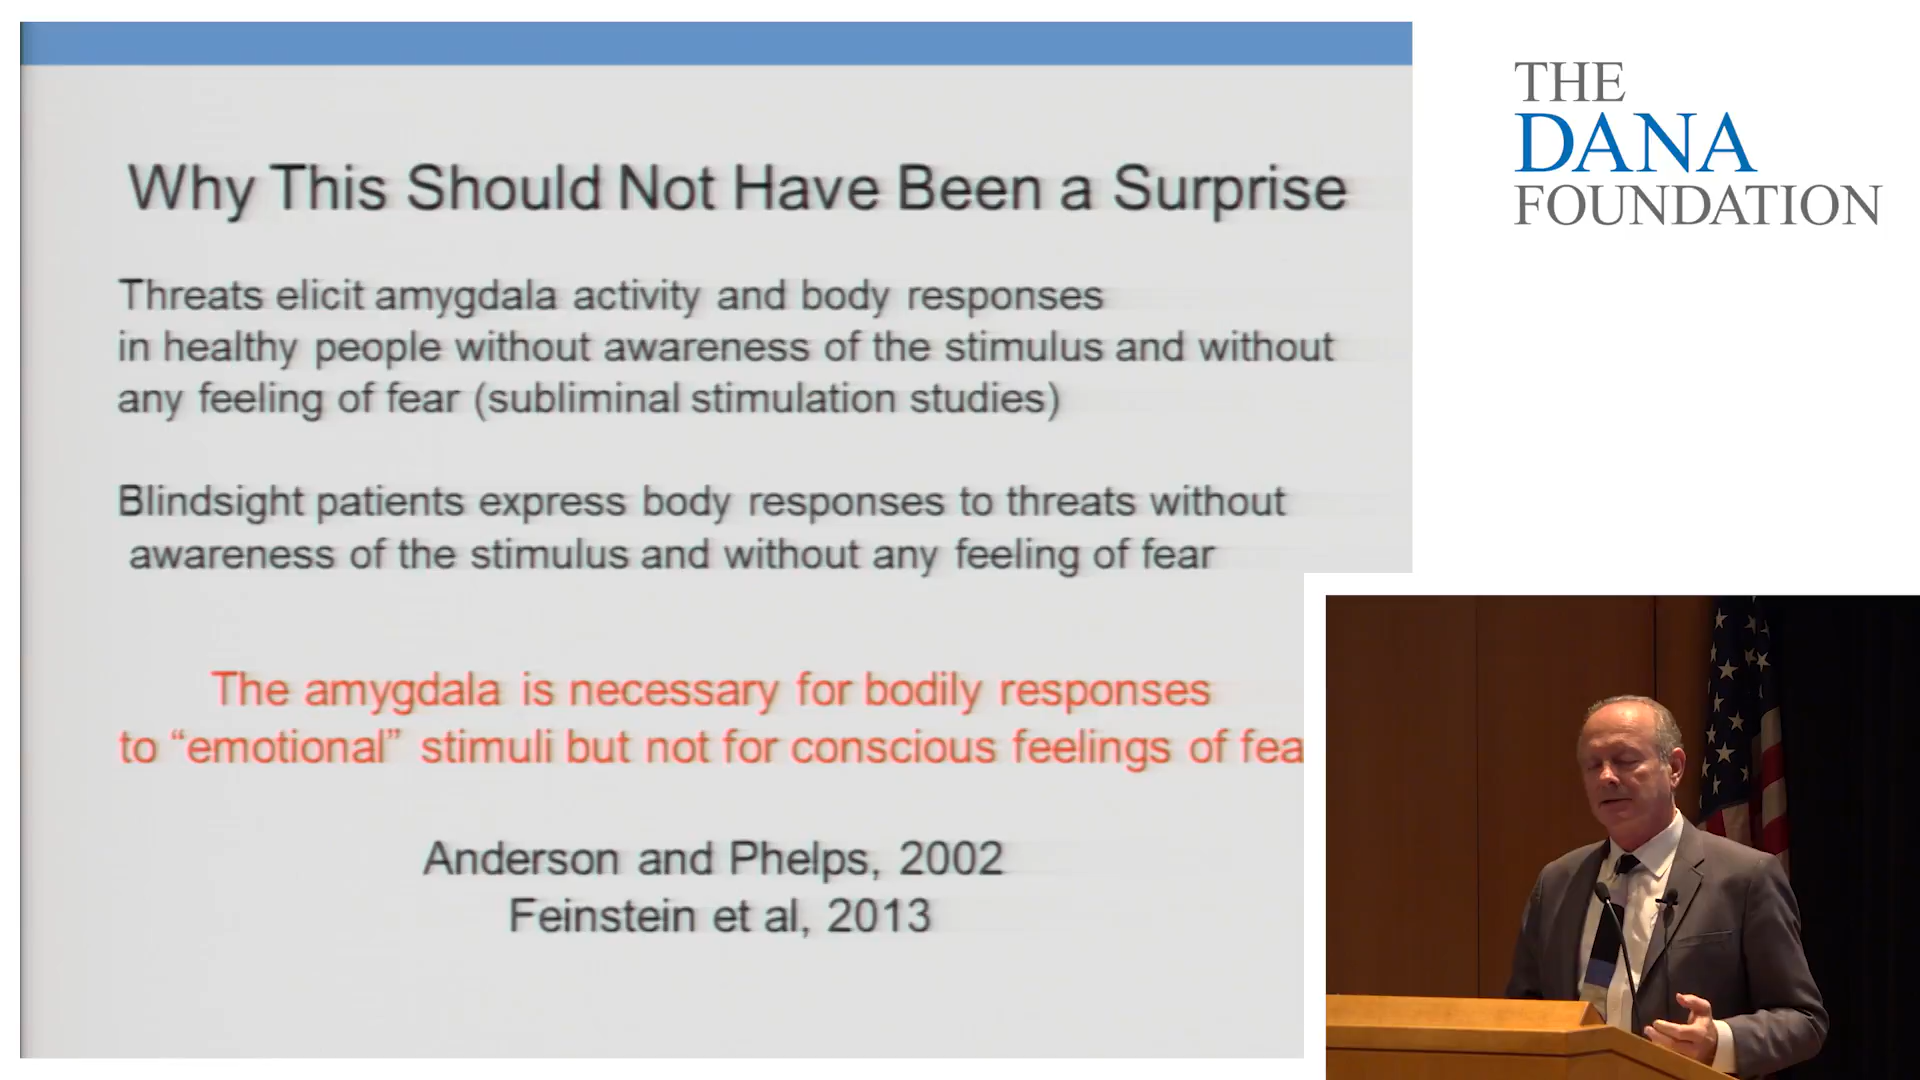 Why This Should Not Have Been a Surprise
Threats elicit amygdala activity and body responses
in healthy people without awareness of the stimulus and without
any feeling of fear (subliminal stimulation studies)
Blindsight patients express body responses to threats without
awareness of the stimulus and without any feeling of fear
The amygdala is necessary for bodily responses
to “emotional” stimuli but not for conscious feelings of fea
Anderson and Phelps, 2002
Feinstein et al, 2013
THE
DANA
FOUNDATION